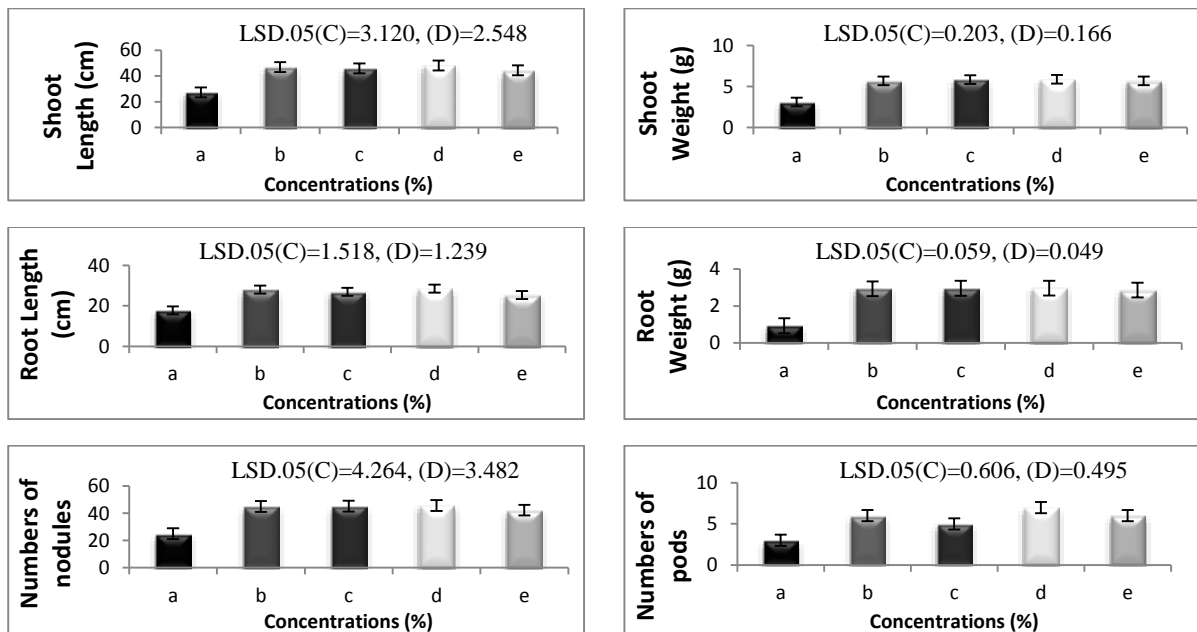 LSD.05(C)=3.120, (D)=2.548
Shoot
Length (cm)
60
40
20
0
a b c d e
Concentrations (%)
LSD.05(C)=0.203, (D)=0.166
Shoot
Weight (g)
10
5
0
a b c d e
Concentrations (%)
LSD.05(C)=1.518, (D)=1.239
Root Length
(cm)
40
20
0
a b c d e
Concentrations (%)
LSD.05(C)=0.059, (D)=0.049
Root
Weight (g)
4
2
0
a b c d e
Concentrations (%)
LSD.05(C)=4.264, (D)=3.482
Numbers of
nodules
60
40
20
0
a b c d e
Concentrations (%)
LSD.05(C)=0.606, (D)=0.495
Numbers of
pods
10
5
0
a b c d e
Concentrations (%)